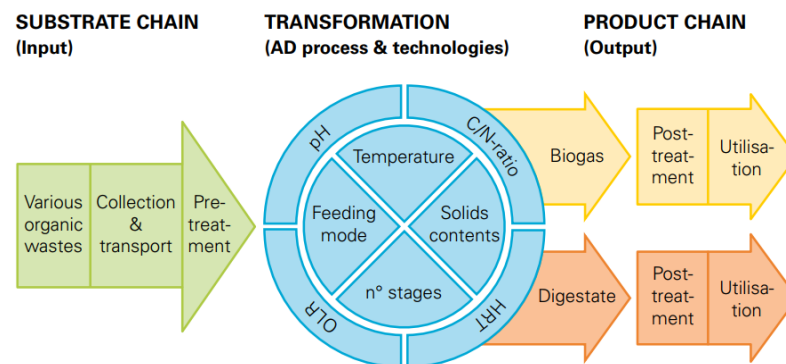 SUBSTRATE CHAIN
(Input)
TRANSFORMATION
(AD process & technologies)
PRODUCT CHAIN
(Output)
Various
organic
wastes
Collection
&
transport
Pre-
treat-
ment
pH
C/N-ratio
OLR
HRT
Temperature
Feeding
mode
Solids
contents
n° stages
Biogas
Post-
treat-
ment
Utilisa-
tion
Digestate
Post-
treat-
ment
Utilisa-
tion